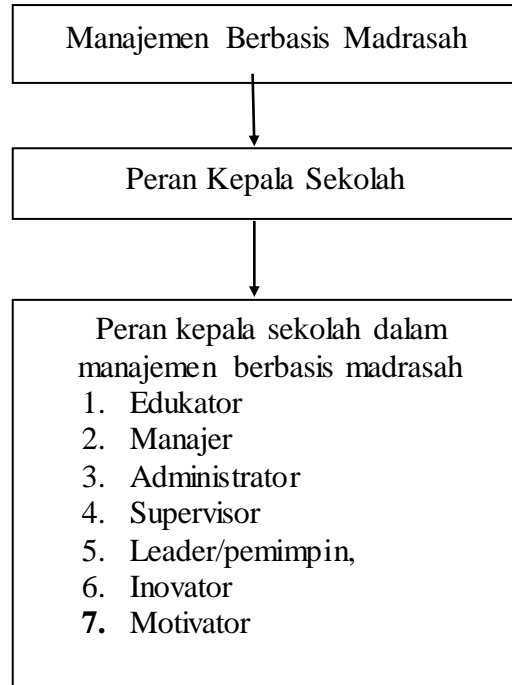 Manajemen Berbasis Madrasah
Peran Kepala Sekolah
Peran kepala sekolah dalam
manajemen berbasis madrasah
1. Edukator
2. Manajer
3. Administrator
4. Supervisor
5. Leader/pemimpin,
6. Inovator
7. Motivator